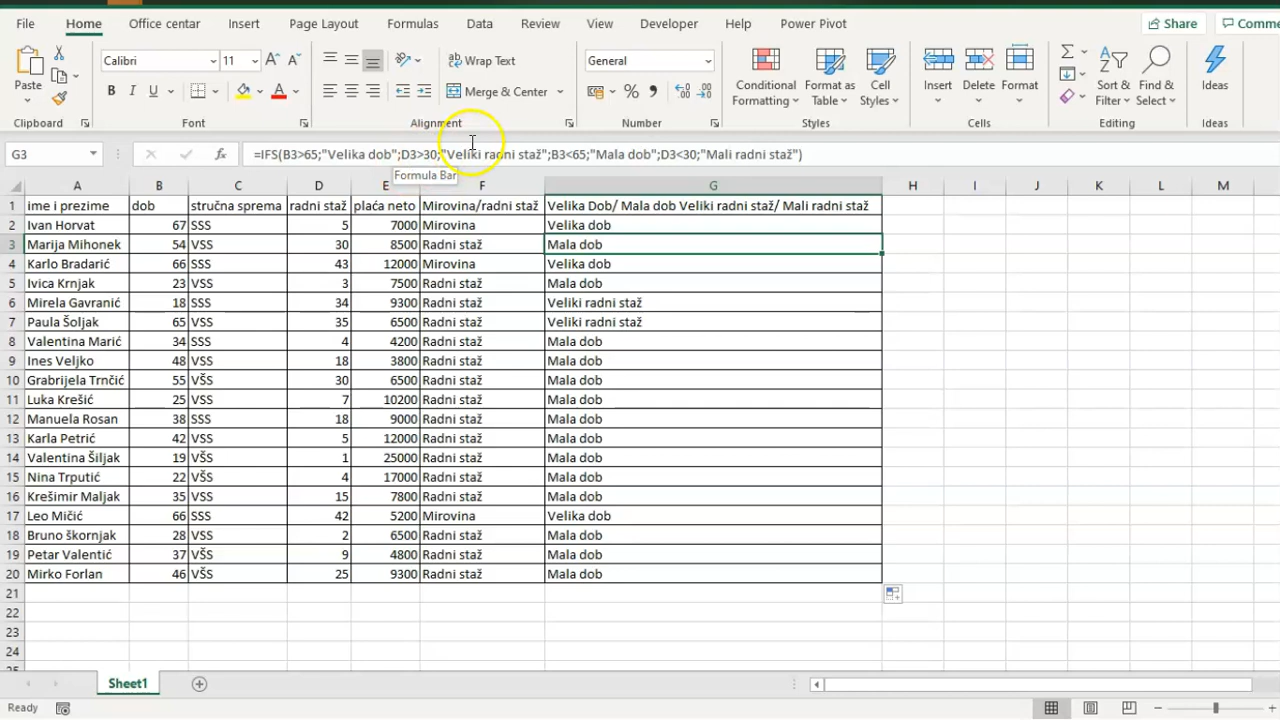 File Home Office centar Insert Page Layout Formulas Data Review View Developer Help Power Pivot Share
Calibri 11 Wrap Text General
Paste B I U A Merge & Center % Conditional Formatting Format as Table Cell Styles Insert Delete Format Sort & Filter Find & Select Ideas
Clipboard Font Alignment Number Styles Cells Editing Ideas
G3 fx =IFS(B3>65;"Velika dob";D3>30;"Veliki radni staž";B3<65;"Mala dob";D3<30;"Mali radni staž")
Formula Bar
A B C D E F G H I J K L M
1 ime i prezime dob stručna sprema radni staž plaća neto Mirovina/radni staž Velika Dob/ Mala dob Veliki radni staž/ Mali radni staž
2 Ivan Horvat 67 SSS 5 7000 Mirovina Velika dob
3 Marija Mihonek 54 VSS 30 8500 Radni staž Mala dob
4 Karlo Bradarić 66 SSS 43 12000 Mirovina Velika dob
5 Ivica Krnjak 23 VSS 3 7500 Radni staž Mala dob
6 Mirela Gavranić 18 SSS 34 9300 Radni staž Veliki radni staž
7 Paula Šoljak 65 VSS 35 6500 Radni staž Veliki radni staž
8 Valentina Marić 34 SSS 4 4200 Radni staž Mala dob
9 Ines Veljko 48 VSS 18 3800 Radni staž Mala dob
10 Grabrijela Trnčić 55 VŠS 30 6500 Radni staž Mala dob
11 Luka Krešić 25 VSS 7 10200 Radni staž Mala dob
12 Manuela Rosan 38 SSS 18 9000 Radni staž Mala dob
13 Karla Petrić 42 VSS 5 12000 Radni staž Mala dob
14 Valentina Šiljak 19 VŠS 1 25000 Radni staž Mala dob
15 Nina Trputić 22 VŠS 4 17000 Radni staž Mala dob
16 Krešimir Maljak 35 VSS 15 7800 Radni staž Mala dob
17 Leo Mičić 66 SSS 42 5200 Mirovina Velika dob
18 Bruno škornjak 28 VSS 2 6500 Radni staž Mala dob
19 Petar Valentić 37 VŠS 9 4800 Radni staž Mala dob
20 Mirko Forlan 46 VŠS 25 9300 Radni staž Mala dob
21
22
23
24
Sheet1
Ready